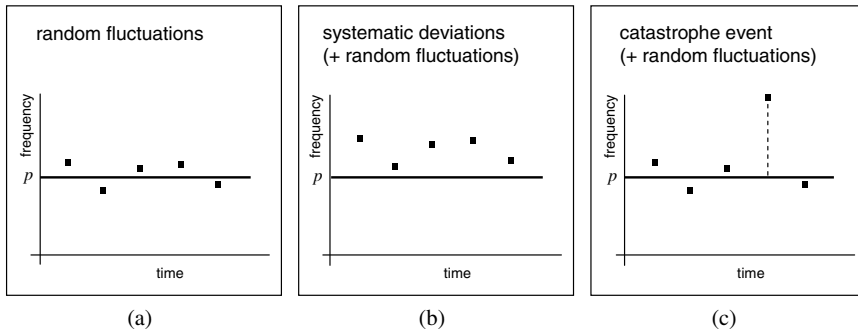 random fluctuations
frequency
p
time
(a)
systematic deviations
(+ random fluctuations)
frequency
p
time
(b)
catastrophe event
(+ random fluctuations)
frequency
p
time
(c)